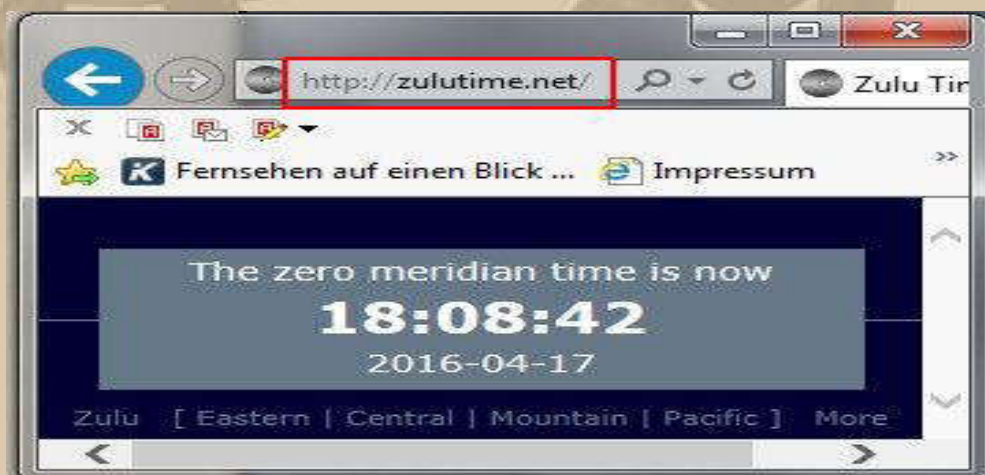 http://zulutime.net/
Zulu Tir
Fernsehen auf einen Blick ... Impressum
The zero meridian time is now
18:08:42
2016-04-17
Zulu [ Eastern | Central | Mountain | Pacific ] More